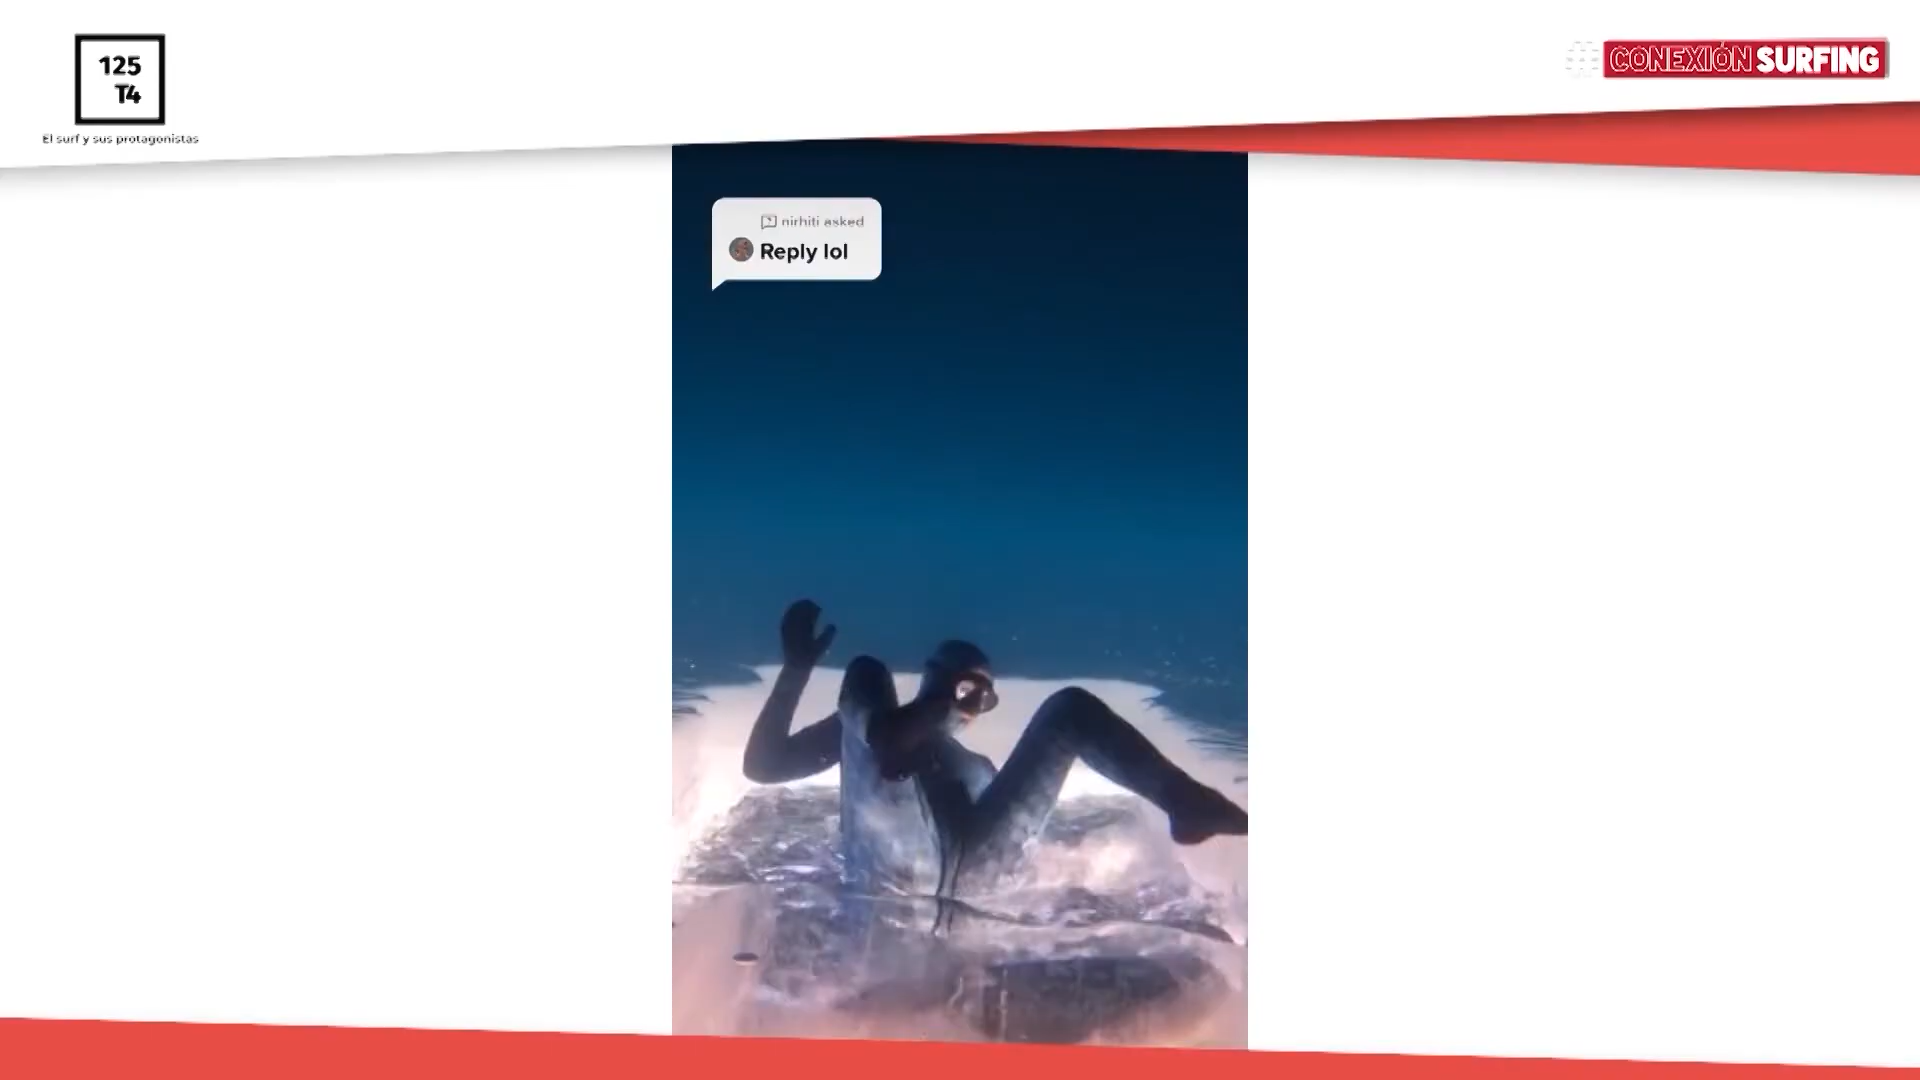 125
T4
El surf y sus protagonistas
# CONEXIÓN SURFING
nirhiti asked
Reply lol